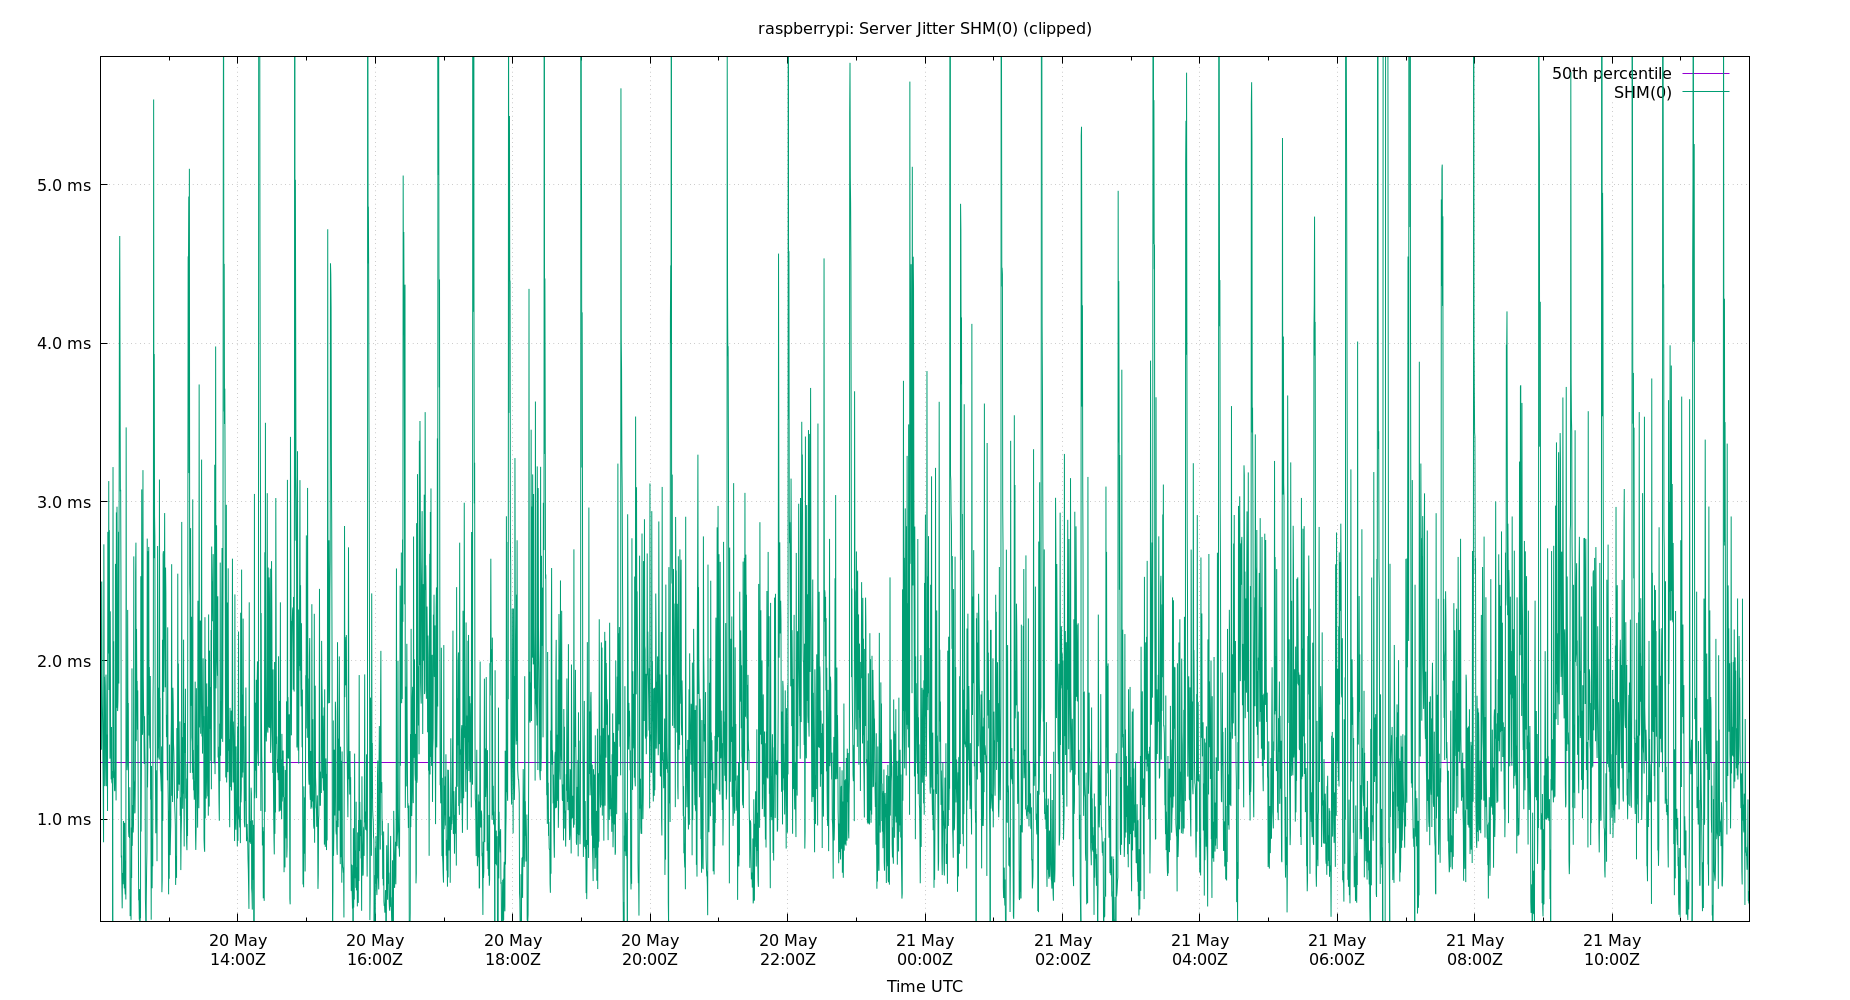 raspberrypi: Server Jitter SHM(0) (clipped)
50th percentile
SHM(0)
5.0 ms
4.0 ms
3.0 ms
2.0 ms
1.0 ms
20 May 20 May 20 May 20 May 20 May 21 May 21 May 21 May 21 May 21 May 21 May
14:00Z 16:00Z 18:00Z 20:00Z 22:00Z 00:00Z 02:00Z 04:00Z 06:00Z 08:00Z 10:00Z
Time UTC